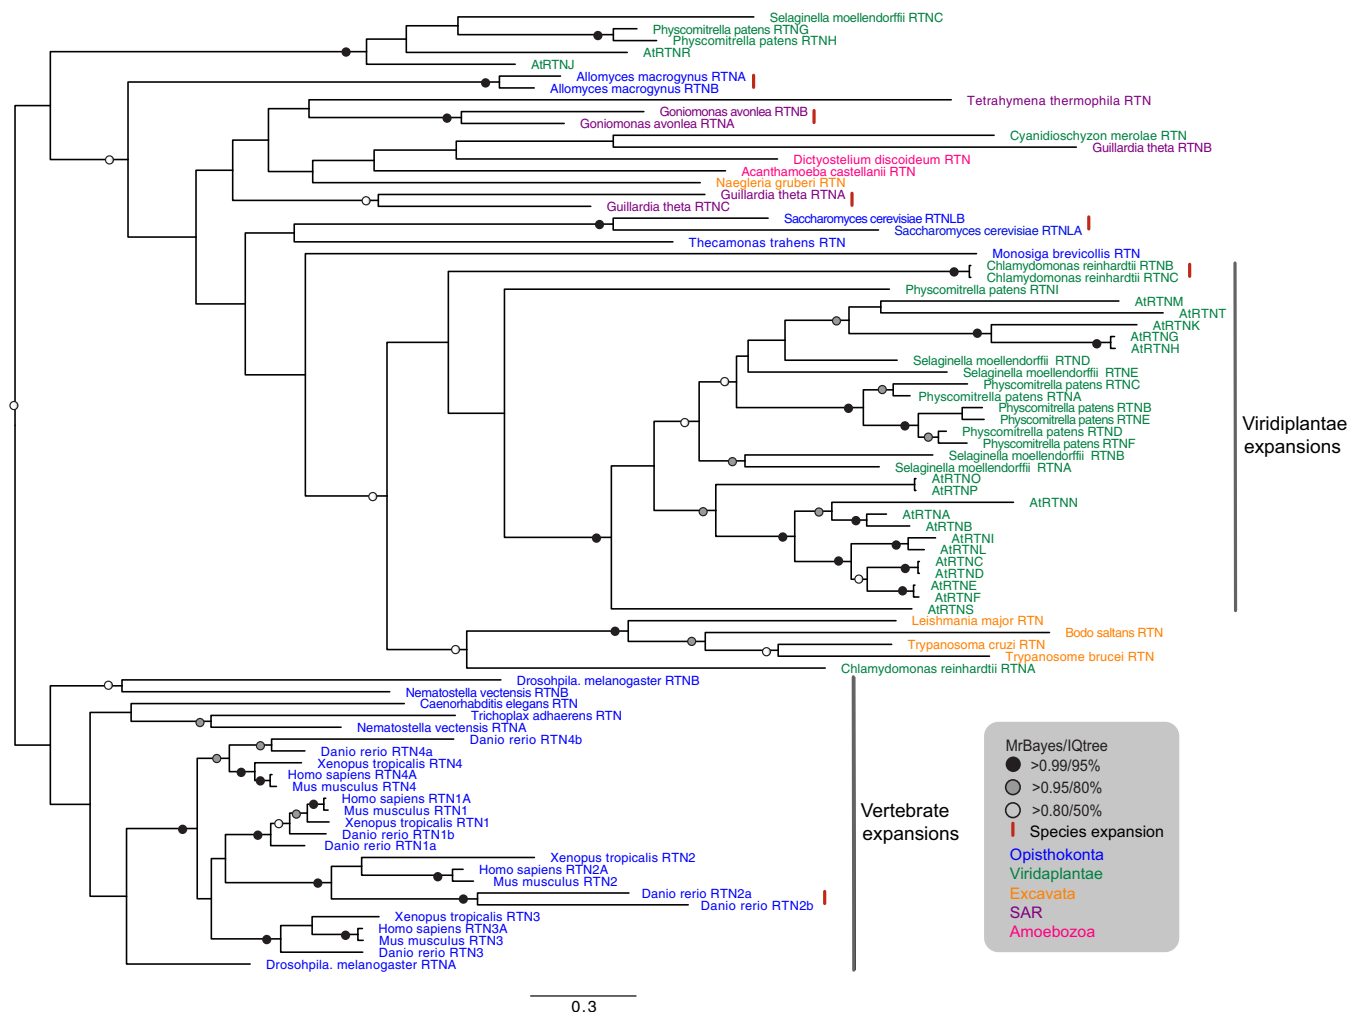 Selaginella moellendorffii RTNC
Physcomitrella patens RTNG
Physcomitrella patens RTNH
AtRTNR
AtRTNJ
Allomyces macrogynus RTNA
Allomyces macrogynus RTNB
Tetrahymena thermophila RTN
Goniomonas avonlea RTNB
Goniomonas avonlea RTNA
Cyanidioschyzon merolae RTN
Guillardia theta RTNB
Dictyostelium discoideum RTN
Acanthamoeba castellanii RTN
Naegleria gruberi RTN
Guillardia theta RTNA
Guillardia theta RTNC
Saccharomyces cerevisiae RTNLB
Saccharomyces cerevisiae RTNLA
Thecamonas trahens RTN
Monosiga brevicollis RTN
Chlamydomonas reinhardtii RTNB
Chlamydomonas reinhardtii RTNC
Physcomitrella patens RTNI
AtRTNM
AtRTNT
AtRTNK
AtRTNG
AtRTNH
Selaginella moellendorffii RTND
Selaginella moellendorffii RTNE
Physcomitrella patens RTNC
Physcomitrella patens RTNA
Physcomitrella patens RTNB
Physcomitrella patens RTNE
Physcomitrella patens RTND
Physcomitrella patens RTNF
Selaginella moellendorffii RTNB
Selaginella moellendorffii RTNA
AtRTNO
AtRTNP
AtRTNN
AtRTNA
AtRTNB
AtRTNI
AtRTNL
AtRTNC
AtRTND
AtRTNE
AtRTNF
AtRTNS
Viridiplantae
expansions
Leishmania major RTN
Bodo saltans RTN
Trypanosoma cruzi RTN
Trypanosome brucei RTN
Chlamydomonas reinhardtii RTNA
Drosohpila. melanogaster RTNB
Nematostella vectensis RTNB
Caenorhabditis elegans RTN
Trichoplax adhaerens RTN
Nematostella vectensis RTNA
Danio rerio RTN4b
Danio rerio RTN4a
Xenopus tropicalis RTN4
Homo sapiens RTN4A
Mus musculus RTN4
Homo sapiens RTN1A
Mus musculus RTN1
Xenopus tropicalis RTN1
Danio rerio RTN1b
Danio rerio RTN1a
Xenopus tropicalis RTN2
Homo sapiens RTN2A
Mus musculus RTN2
Danio rerio RTN2a
Danio rerio RTN2b
Xenopus tropicalis RTN3
Homo sapiens RTN3A
Mus musculus RTN3
Danio rerio RTN3
Drosohpila. melanogaster RTNA
Vertebrate
expansions
MrBayes/IQtree
>0.99/95%
>0.95/80%
>0.80/50%
Species expansion
Opisthokonta
Viridaplantae
Excavata
SAR
Amoebozoa
0.3